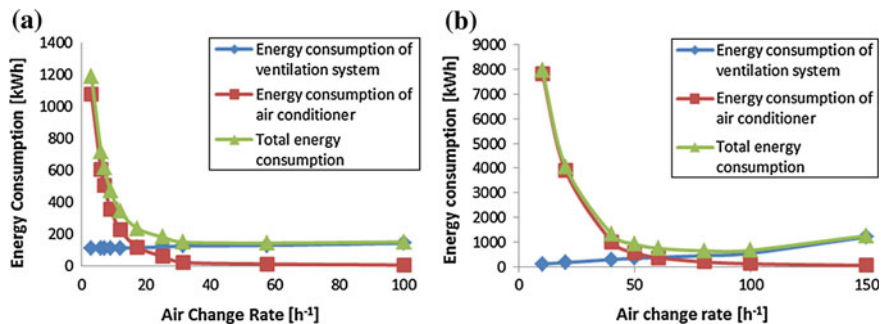 (a)
Energy Consumption [kWh]
1400
1200
1000
800
600
400
200
0
0
20
40
60
80
100
Air Change Rate [h-1]
Energy consumption of
ventilation system
Energy consumption of
air conditioner
Total energy
consumption
(b)
Energy consumption [kWh]
9000
8000
7000
6000
5000
4000
3000
2000
1000
0
0
50
100
150
Air change rate [h-1]
Energy consumption of
ventilation system
Energy consumption of
air conditioner
Total energy
consumption